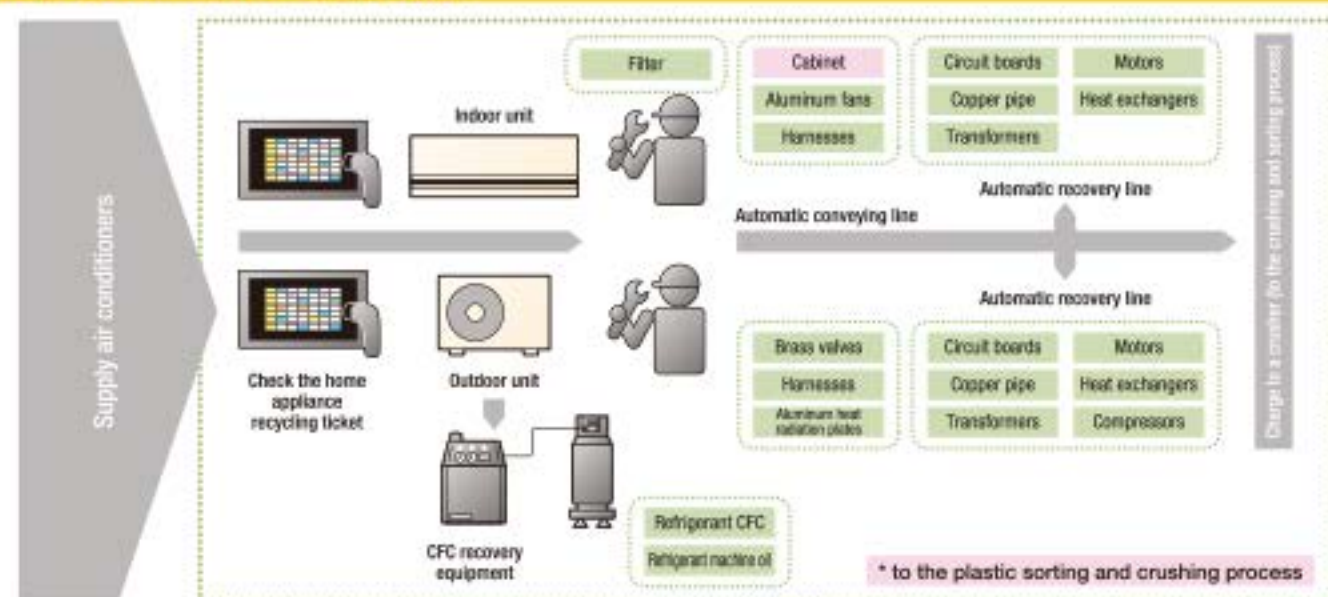 Supply air conditioners
Filter
Cabinet
Aluminum fans
Harnesses
Circuit boards
Motors
Copper pipe
Heat exchangers
Transformers
Indoor unit
Automatic recovery line
Automatic conveying line
Automatic recovery line
Check the home
appliance
recycling ticket
Outdoor unit
Brass valves
Harnesses
Aluminum heat
radiation plates
Circuit boards
Motors
Copper pipe
Heat exchangers
Transformers
Compressors
CFC recovery
equipment
Refrigerant CFC
Refrigerant machine oil
Charge to a crusher (to the crushing and sorting process)
* to the plastic sorting and crushing process